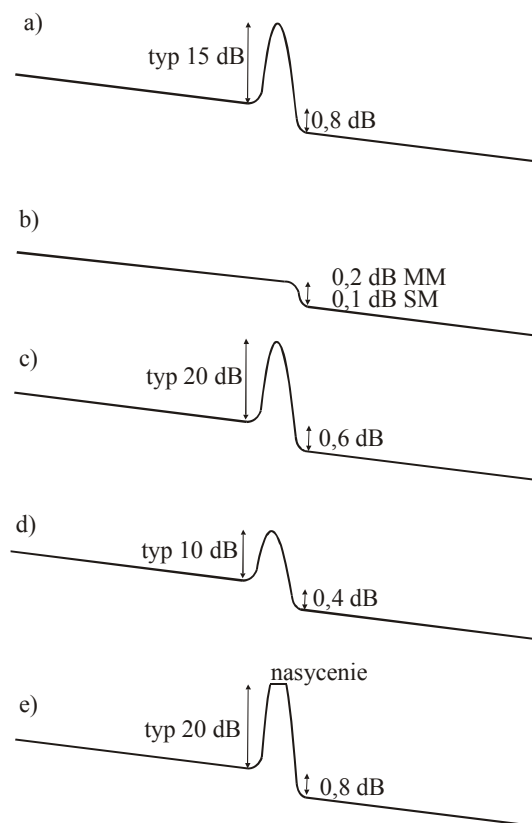 a)
typ 15 dB
0,8 dB
b)
0,2 dB MM
0,1 dB SM
c)
typ 20 dB
0,6 dB
d)
typ 10 dB
0,4 dB
nasycenie
e)
typ 20 dB
0,8 dB